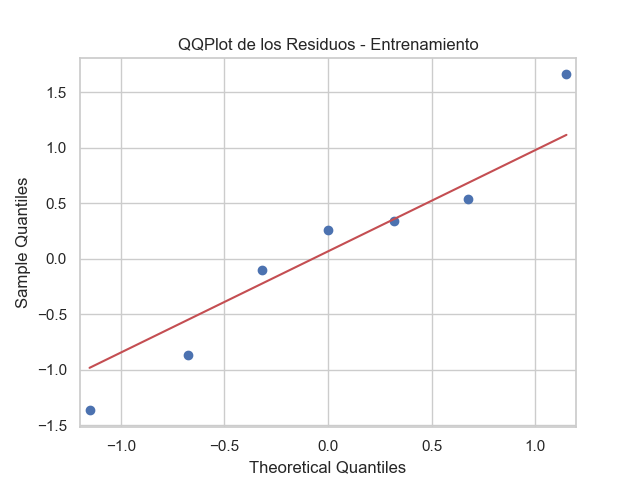 QQPlot de los Residuos - Entrenamiento
1.5
1.0
0.5
0.0
−0.5
−1.0
−1.5
Sample Quantiles
−1.0 −0.5 0.0 0.5 1.0
Theoretical Quantiles